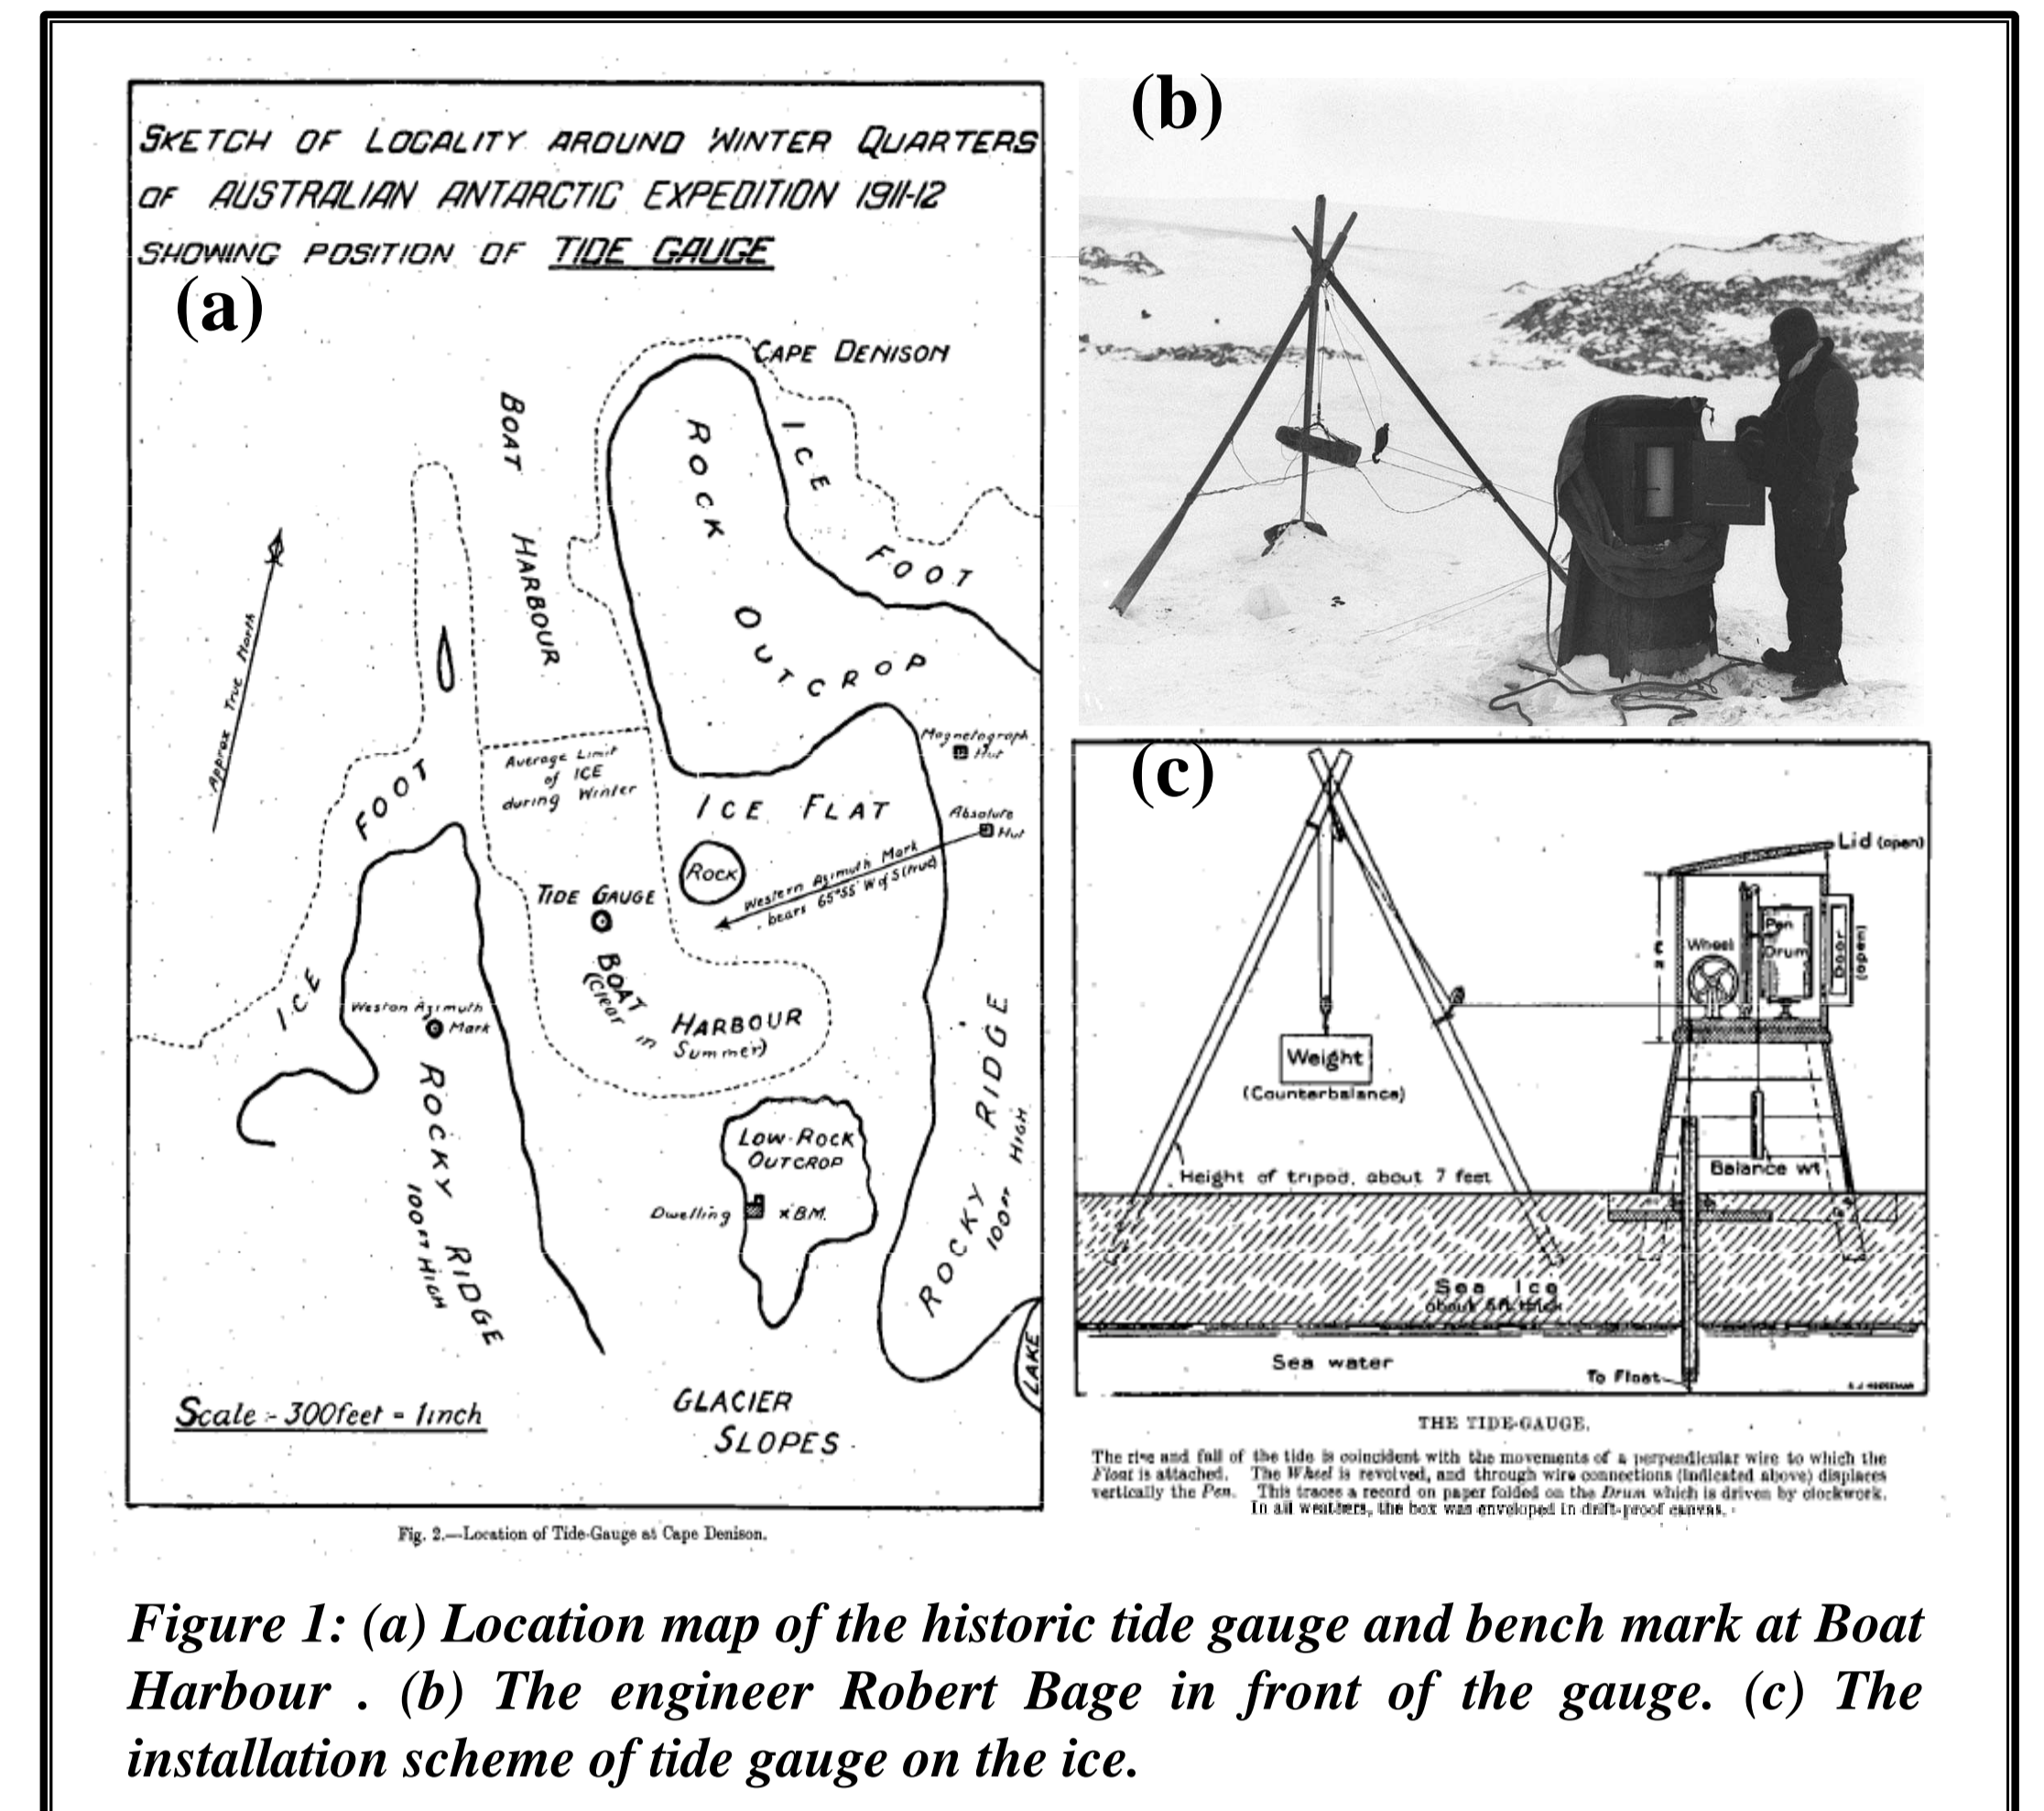 SKETCH OF LOCALITY AROUND WINTER QUARTERS
OF AUSTRALIAN ANTARCTIC EXPEDITION 1911-12
SHOWING POSITION OF TIDE GAUGE
(a)
CAPE DENISON
BOAT HARBOUR
ROCK OUTCROP
ICE FOOT
Approx True North
Average Limit
of ICE
during Winter
Magnetograph
Hut
ICE FOOT
ICE FLAT
Absolute
Hut
ROCK
Western Azimuth Mark
bears 65°55' W of S (true)
TIDE GAUGE
BOAT HARBOUR
(Clear in Summer)
Weston Azimuth
Mark
ROCKY RIDGE
100 FT HIGH
ROCKY RIDGE
100 FT HIGH
LOW-ROCK
OUTCROP
Dwelling
x B.M.
LAKE
GLACIER
SLOPES
Scale :- 300feet = 1inch
Fig. 2.—Location of Tide-Gauge at Cape Denison.
(b)
(c)
Lid (open)
Pen
Wheel
Drum
Door
(open)
Weight
(Counterbalance)
Balance wt
Height of tripod, about 7 feet
Sea Ice
about 5ft thick
Sea water
To Float
THE TIDE-GAUGE.
The rise and fall of the tide is coincident with the movements of a perpendicular wire to which the
Float is attached. The Wheel is revolved, and through wire connections (indicated above) displaces
vertically the Pen. This traces a record on paper folded on the Drum which is driven by clockwork.
In all weathers, the box was enveloped in drift-proof canvas.
Figure 1: (a) Location map of the historic tide gauge and bench mark at Boat
Harbour . (b) The engineer Robert Bage in front of the gauge. (c) The
installation scheme of tide gauge on the ice.